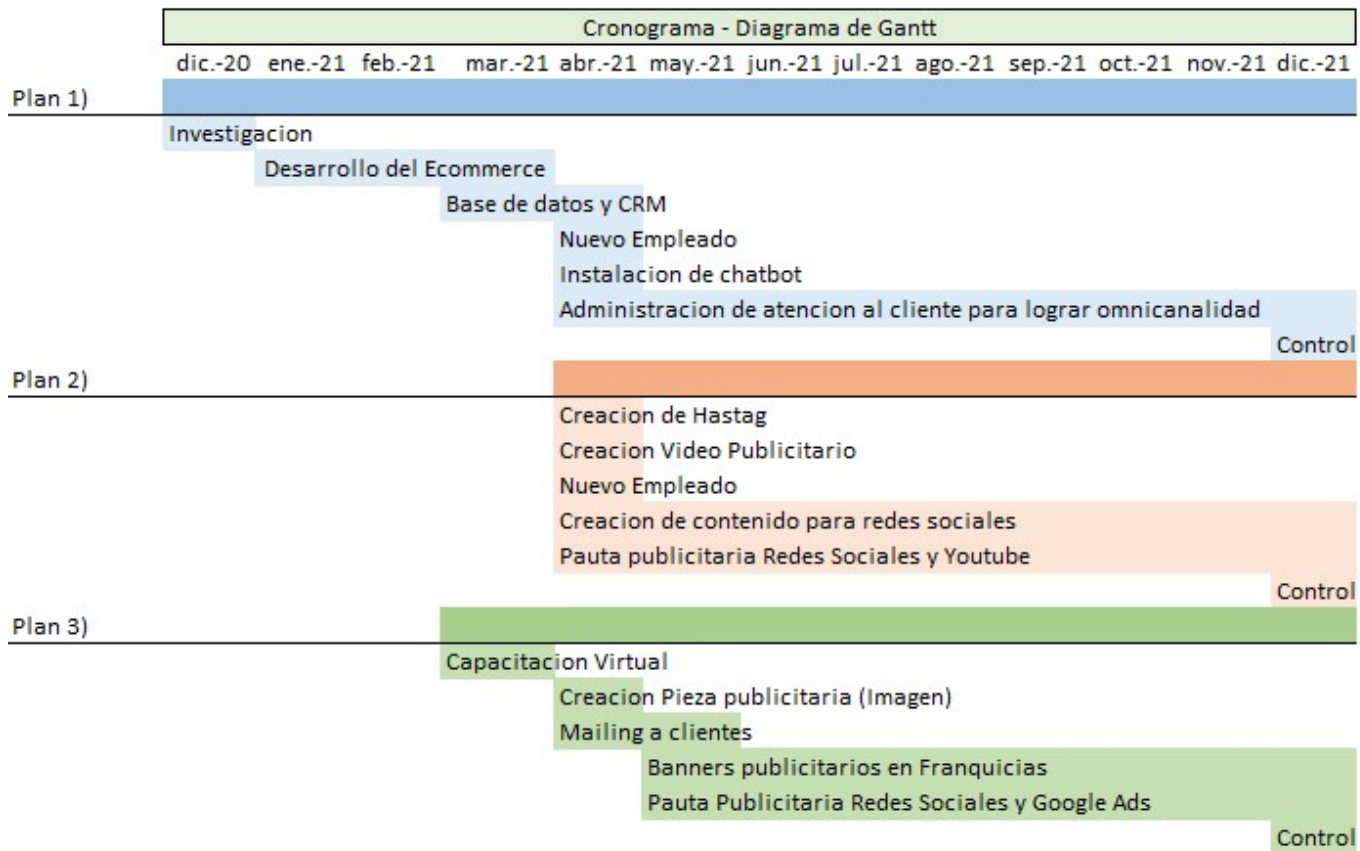 Cronograma - Diagrama de Gantt
dic.-20 ene.-21 feb.-21 mar.-21 abr.-21 may.-21 jun.-21 jul.-21 ago.-21 sep.-21 oct.-21 nov.-21 dic.-21
Plan 1)
Investigacion
Desarrollo del Ecommerce
Base de datos y CRM
Nuevo Empleado
Instalacion de chatbot
Administracion de atencion al cliente para lograr omnicanalidad
Control
Plan 2)
Creacion de Hastag
Creacion Video Publicitario
Nuevo Empleado
Creacion de contenido para redes sociales
Pauta publicitaria Redes Sociales y Youtube
Control
Plan 3)
Capacitacion Virtual
Creacion Pieza publicitaria (Imagen)
Mailing a clientes
Banners publicitarios en Franquicias
Pauta Publicitaria Redes Sociales y Google Ads
Control